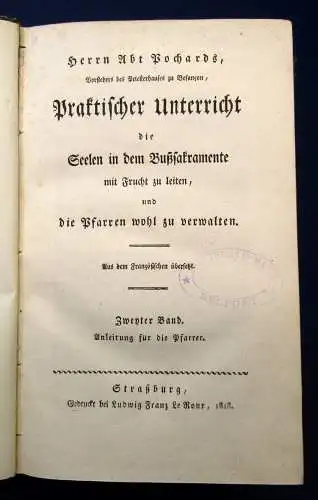 Herrn Abt Pochards,
Vorstehers des Priesterhauses zu Besançon,
Praktischer Unterricht
die
Seelen in dem Bußsakramente
mit Frucht zu leiten,
und
die Pfarren wohl zu verwalten.
Aus dem Französischen übersetzt.
Zweyter Band.
Anleitung für die Pfarrer.
Straßburg,
Gedruckt bei Ludwig Franz Le Roux,